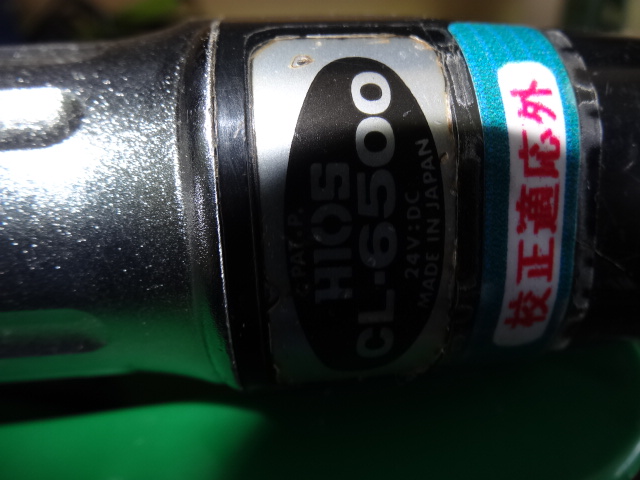 PAT.P.
HIOS
CL-6500
24V:DC
MADE IN JAPAN
校正適応外